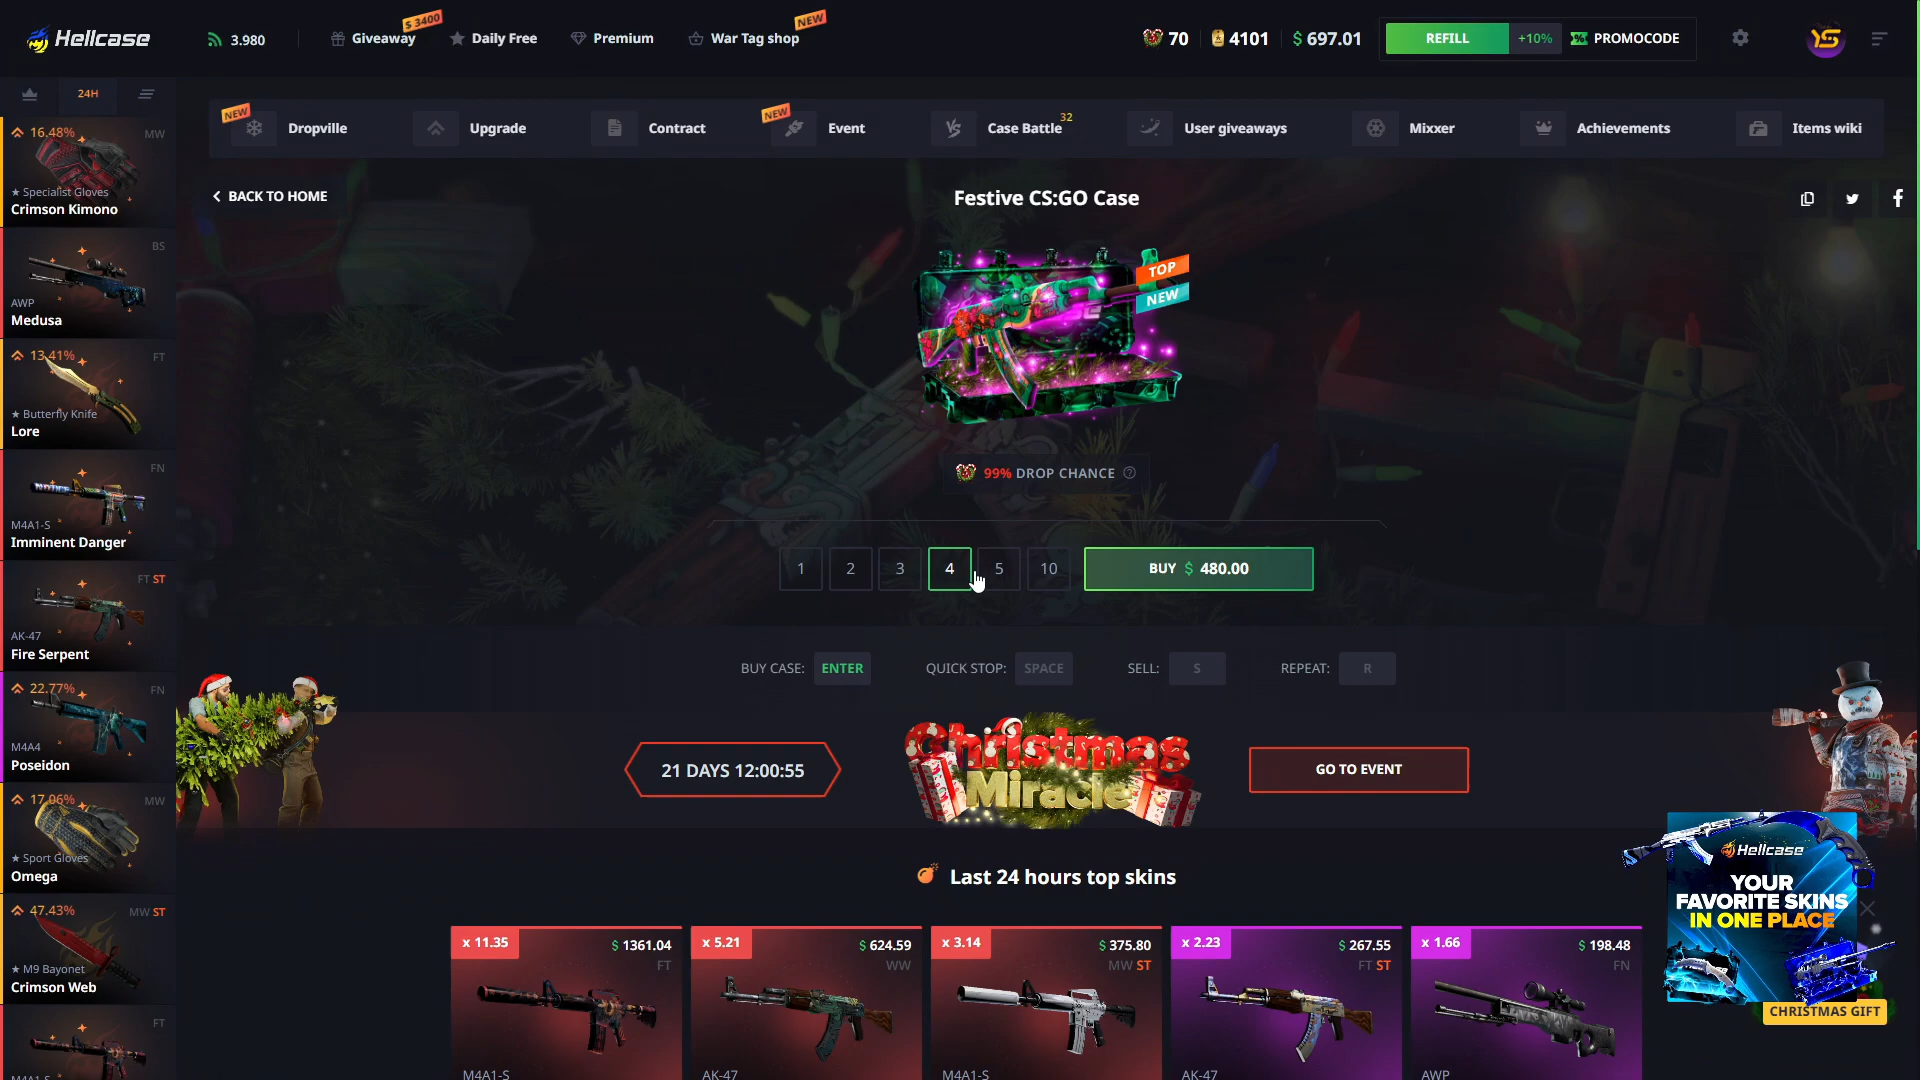 Hellcase
3.980
Giveaway
$ 3400
Daily Free
Premium
War Tag shop
NEW
70
4101
$ 697.01
REFILL
+10%
PROMOCODE
YS
24H
NEW
Dropville
Upgrade
Contract
NEW
Event
Case Battle
32
User giveaways
Mixxer
Achievements
Items wiki
16.48%
MW
★ Specialist Gloves
Crimson Kimono
BS
AWP
Medusa
13.41%
FT
★ Butterfly Knife
Lore
FN
M4A1-S
Imminent Danger
FT ST
AK-47
Fire Serpent
22.77%
FN
M4A4
Poseidon
17.06%
MW
★ Sport Gloves
Omega
47.43%
MW ST
★ M9 Bayonet
Crimson Web
FT
M4A1-S
BACK TO HOME
Festive CS:GO Case
TOP
NEW
99% DROP CHANCE
1
2
3
4
5
10
BUY $ 480.00
BUY CASE: ENTER
QUICK STOP: SPACE
SELL: S
REPEAT: R
21 DAYS 12:00:55
Christmas
Miracle
GO TO EVENT
Last 24 hours top skins
x 11.35
$ 1361.04
FT
M4A1-S
x 5.21
$ 624.59
WW
AK-47
x 3.14
$ 375.80
MW ST
M4A1-S
x 2.23
$ 267.55
FT ST
AK-47
x 1.66
$ 198.48
FN
AWP
Hellcase
YOUR
FAVORITE SKINS
IN ONE PLACE
CHRISTMAS GIFT